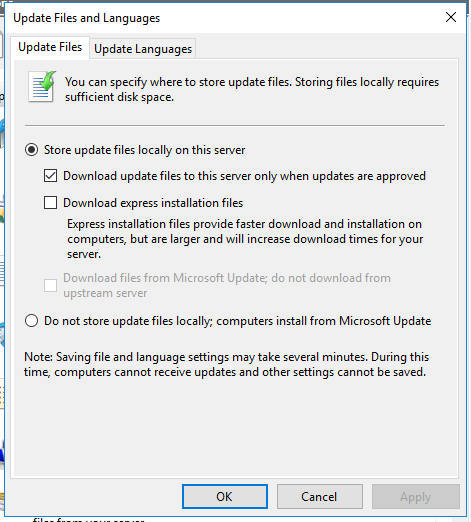 Update Files and Languages
Update Files
Update Languages
You can specify where to store update files. Storing files locally requires
sufficient disk space.
Store update files locally on this server
Download update files to this server only when updates are approved
Download express installation files
Express installation files provide faster download and installation on
computers, but are larger and will increase download times for your
server.
Download files from Microsoft Update; do not download from
upstream server
Do not store update files locally; computers install from Microsoft Update
Note: Saving file and language settings may take several minutes. During this
time, computers cannot receive updates and other settings cannot be saved.
OK
Cancel
Apply
files from your server